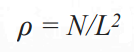 ρ = N/L²